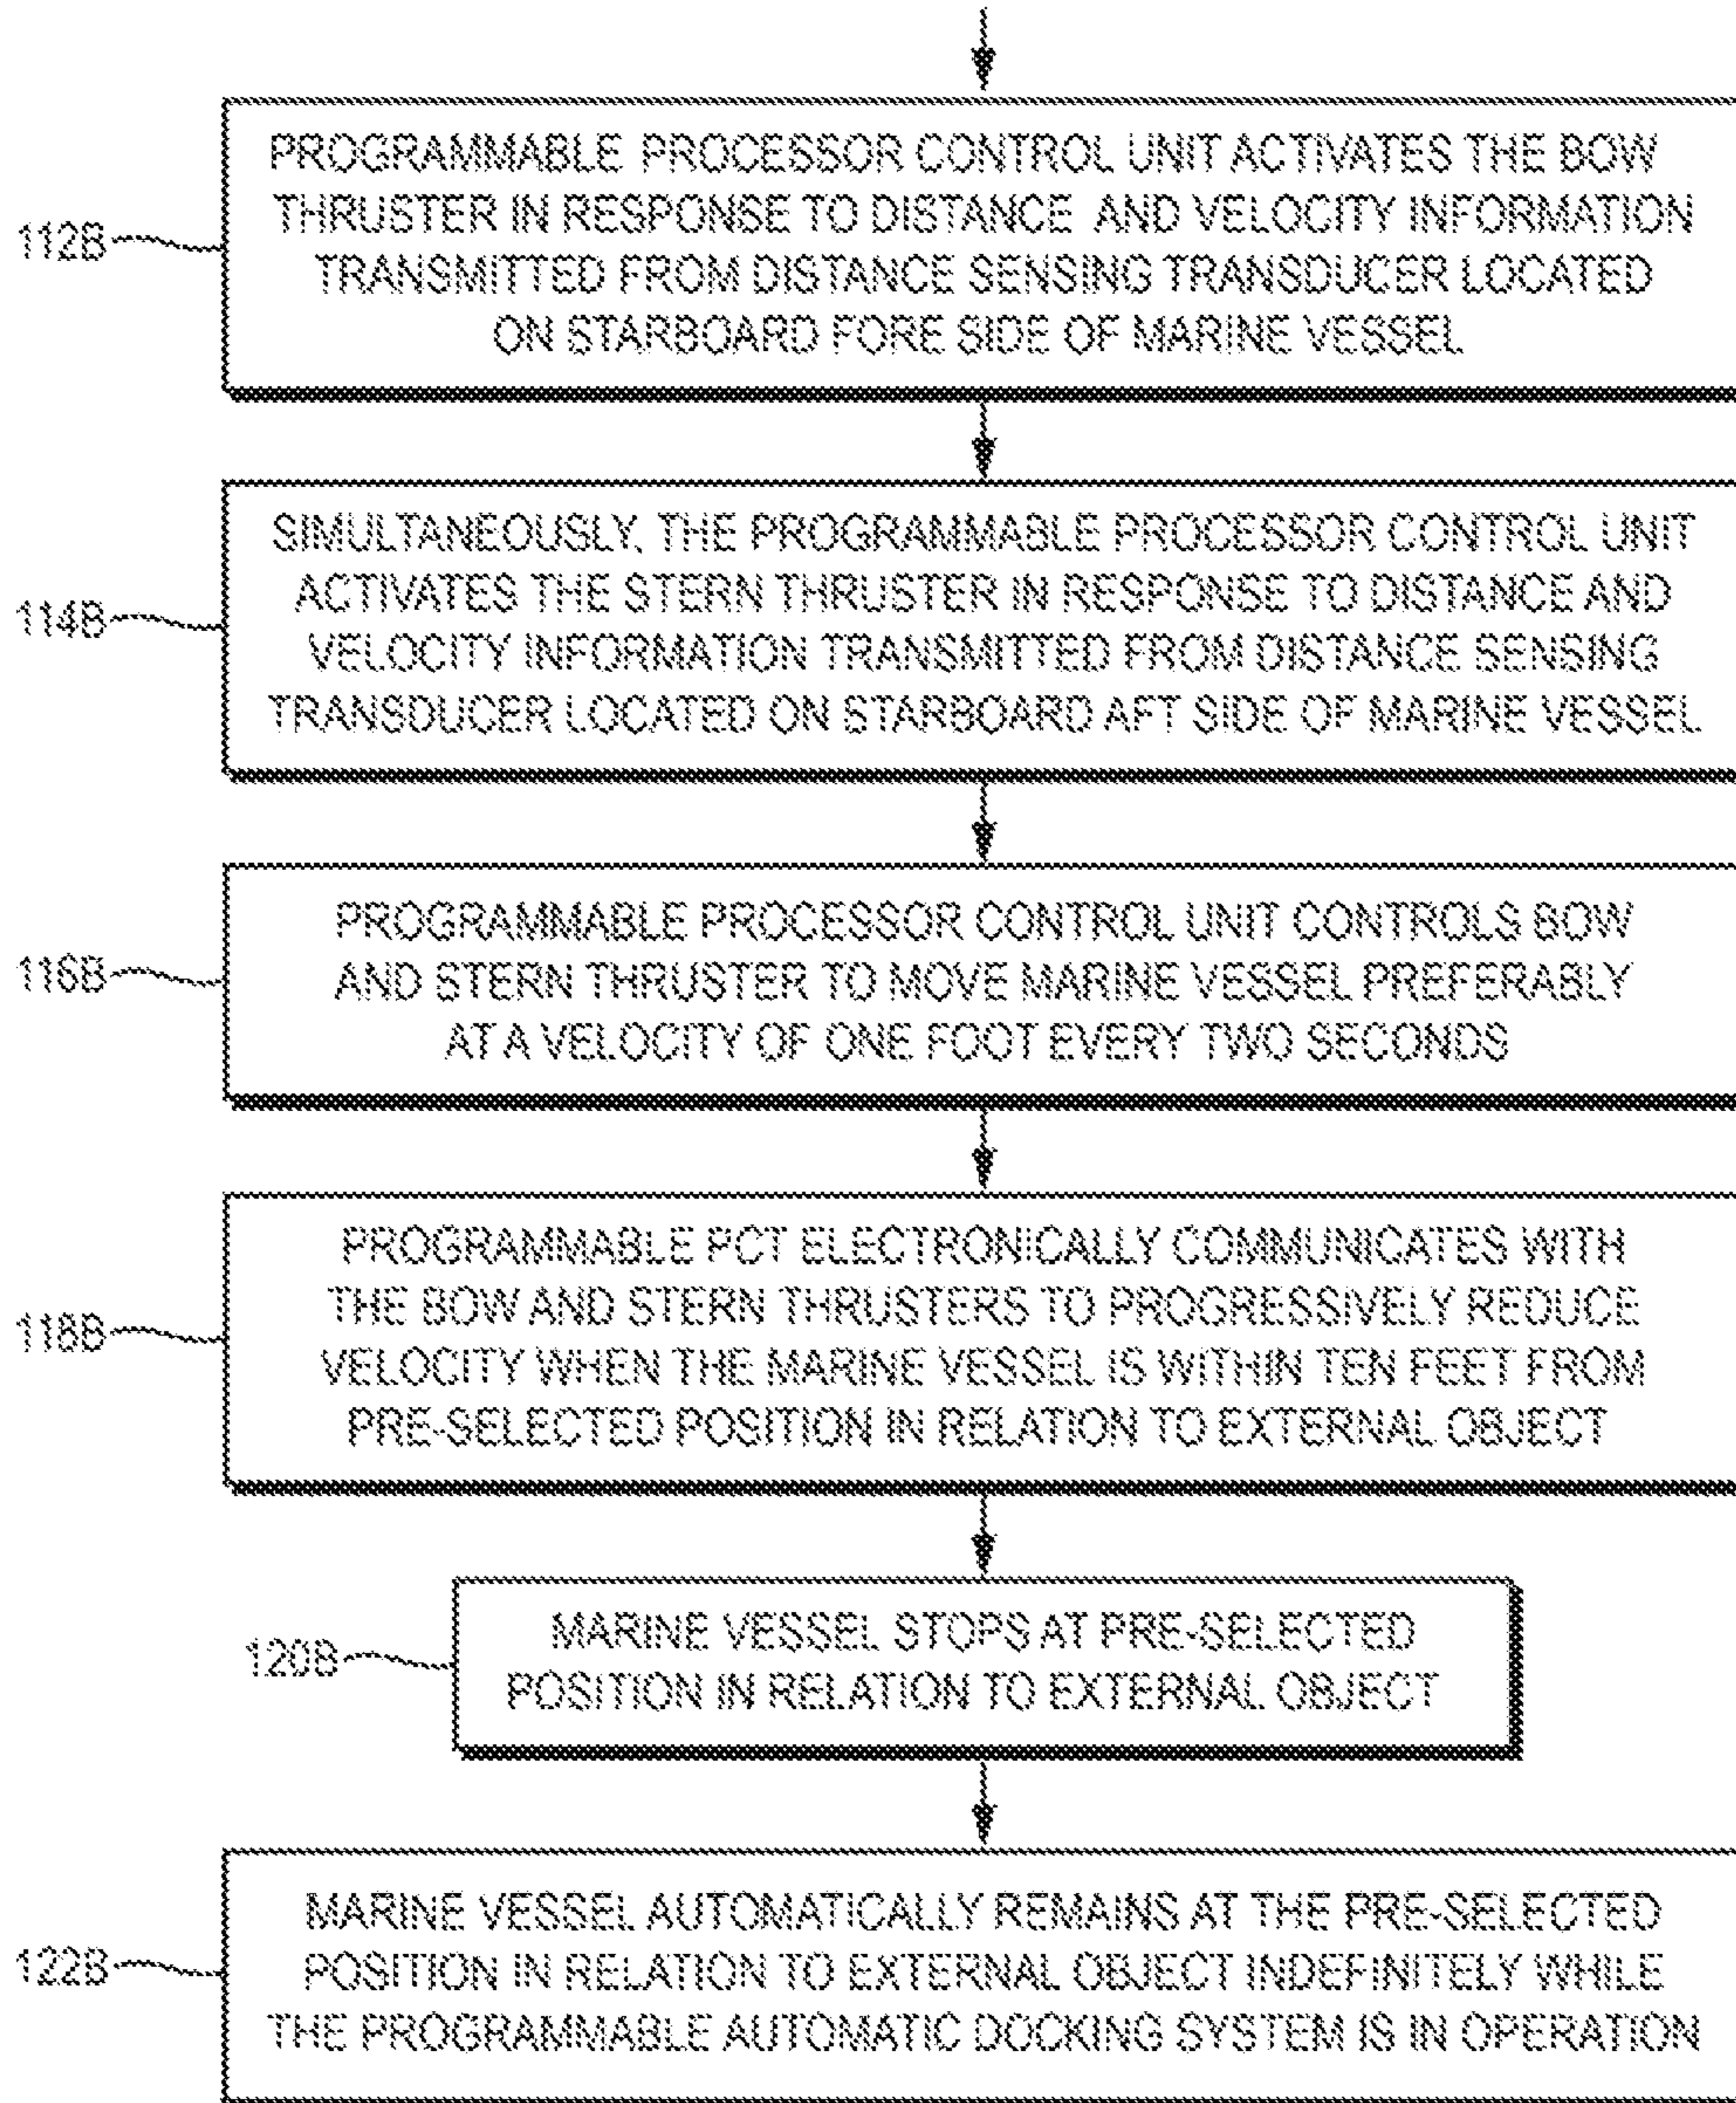 PROGRAMMABLE PROCESSOR CONTROL UNIT ACTIVATES THE BOW
THRUSTER IN RESPONSE TO DISTANCE AND VELOCITY INFORMATION
112B
TRANSMITTED FROM DISTANCE SENSING TRANSDUCER LOCATED
ON STARBOARD FORE SIDE OF MARINE VESSEL
SIMULTANEOUSLY, THE PROGRAMMABLE PROCESSOR CONTROL UNIT
ACTIVATES THE STERN THRUSTER IN RESPONSE TO DISTANCE AND
114B
VELOCITY INFORMATION TRANSMITTED FROM DISTANCE SENSING
TRANSDUCER LOCATED ON STARBOARD AFT SIDE OF MARINE VESSEL
PROGRAMMABLE PROCESSOR CONTROL UNIT CONTROLS BOW
116B
AND STERN THRUSTER TO MOVE MARINE VESSEL PREFERABLY
AT A VELOCITY OF ONE FOOT EVERY TWO SECONDS
PROGRAMMABLE PCT ELECTRONICALLY COMMUNICATES WITH
THE BOW AND STERN THRUSTERS TO PROGRESSIVELY REDUCE
118B
VELOCITY WHEN THE MARINE VESSEL IS WITHIN TEN FEET FROM
PRE-SELECTED POSITION IN RELATION TO EXTERNAL OBJECT
MARINE VESSEL STOPS AT PRE-SELECTED
120B
POSITION IN RELATION TO EXTERNAL OBJECT
MARINE VESSEL AUTOMATICALLY REMAINS AT THE PRE-SELECTED
122B
POSITION IN RELATION TO EXTERNAL OBJECT INDEFINITELY WHILE
THE PROGRAMMABLE AUTOMATIC DOCKING SYSTEM IS IN OPERATION